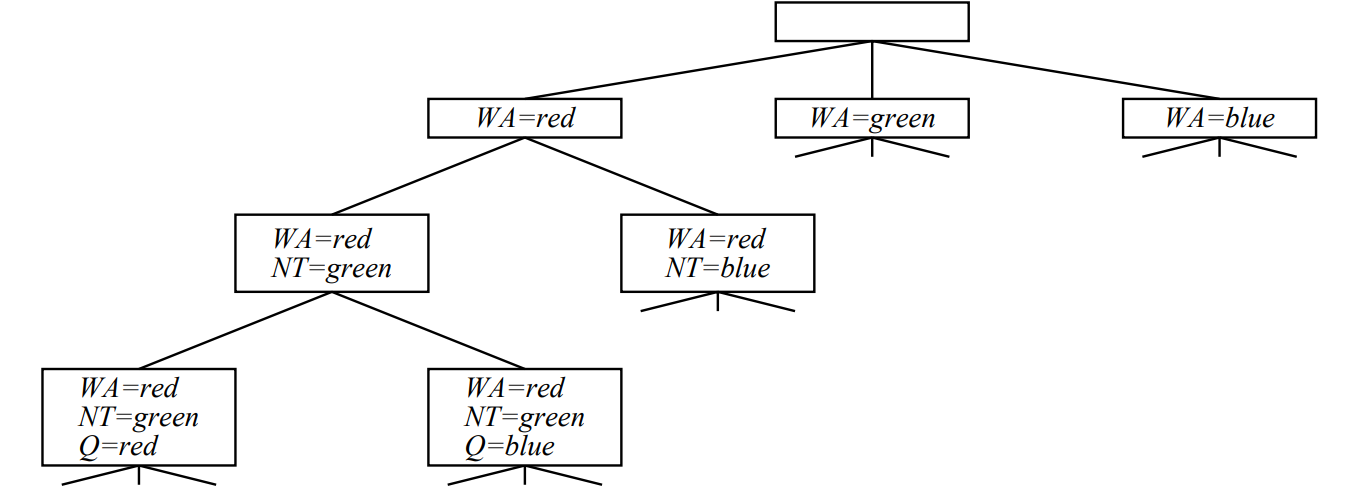 WA=red
WA=green
WA=blue
WA=red
NT=green
WA=red
NT=blue
WA=red
NT=green
Q=red
WA=red
NT=green
Q=blue